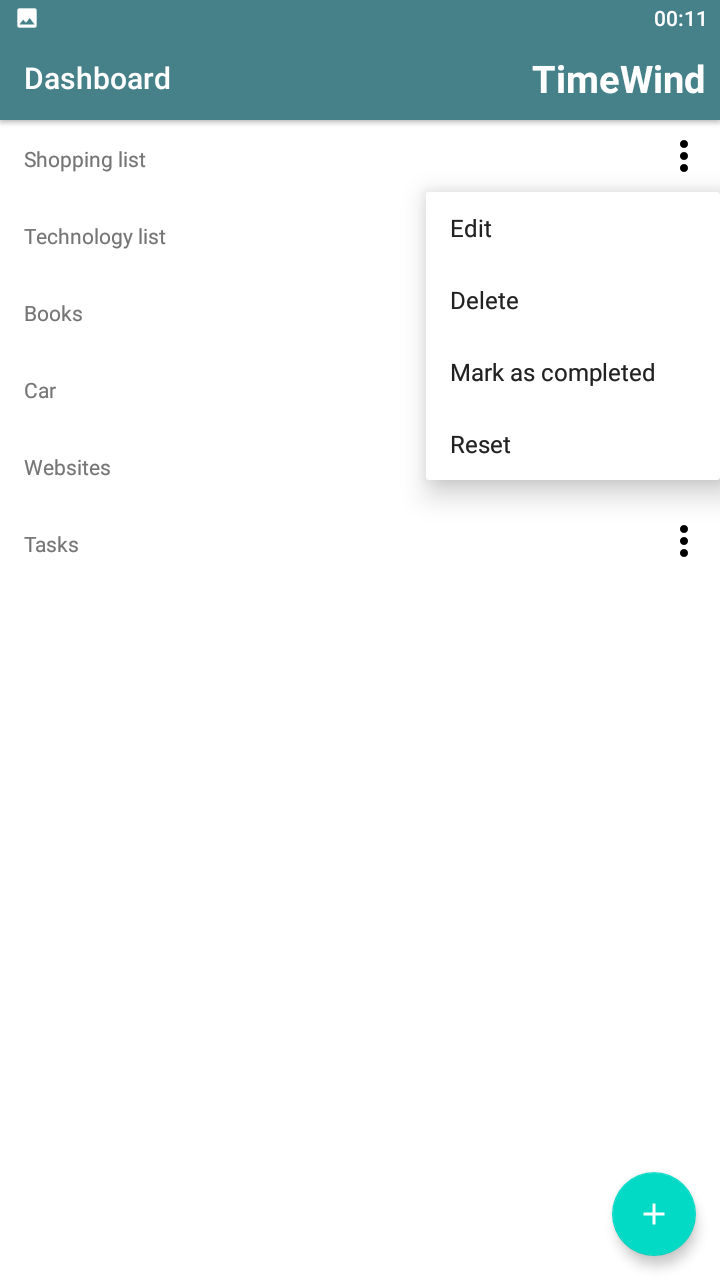 00:11
Dashboard TimeWind
Shopping list
Edit
Technology list
Delete
Books
Mark as completed
Car
Reset
Websites
Tasks